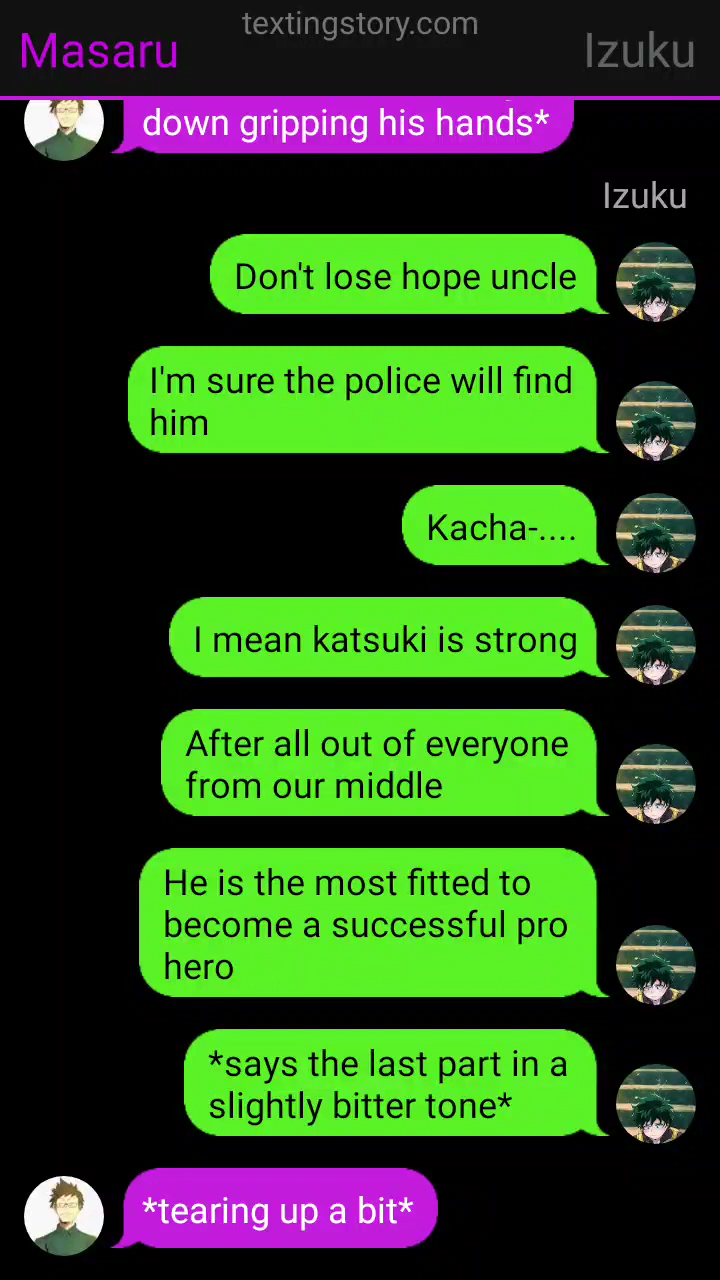 textingstory.com
Masaru
Izuku
down gripping his hands*
Izuku
Don't lose hope uncle
I'm sure the police will find
him
Kacha-....
I mean katsuki is strong
After all out of everyone
from our middle
He is the most fitted to
become a successful pro
hero
*says the last part in a
slightly bitter tone*
*tearing up a bit*